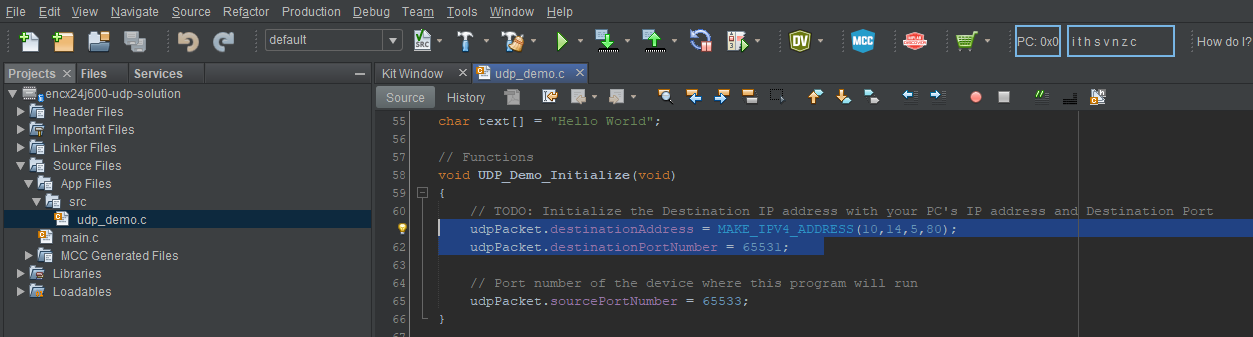 File Edit View Navigate Source Refactor Production Debug Team Tools Window Help
default
SRC
DV
MCC
MPLAB DISCOVER
PC: 0x0
i t h s v n z c
How do I?
Projects
Files
Services
Kit Window
udp_demo.c
Source
History
encx24j600-udp-solution
Header Files
Important Files
Linker Files
Source Files
App Files
src
udp_demo.c
main.c
MCC Generated Files
Libraries
Loadables
55 char text[] = "Hello World";
56
57 // Functions
58 void UDP_Demo_Initialize(void)
59 {
60 // TODO: Initialize the Destination IP address with your PC's IP address and Destination Port
udpPacket.destinationAddress = MAKE_IPV4_ADDRESS(10,14,5,80);
62 udpPacket.destinationPortNumber = 65531;
63
64 // Port number of the device where this program will run
65 udpPacket.sourcePortNumber = 65533;
66 }
67